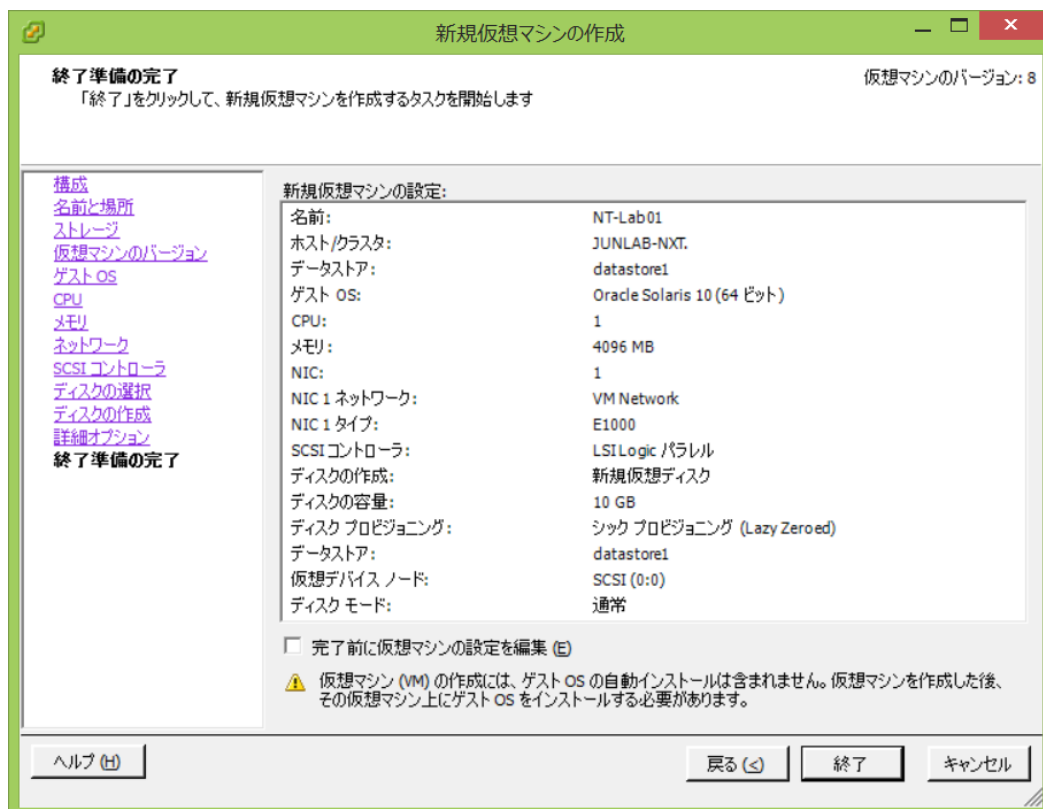 新規仮想マシンの作成
終了準備の完了
「終了」をクリックして、新規仮想マシンを作成するタスクを開始します
仮想マシンのバージョン: 8
構成
名前と場所
ストレージ
仮想マシンのバージョン
ゲスト OS
CPU
メモリ
ネットワーク
SCSI コントローラ
ディスクの選択
ディスクの作成
詳細オプション
終了準備の完了
新規仮想マシンの設定:
名前: NT-Lab01
ホスト/クラスタ: JUNLAB-NXT.
データストア: datastore1
ゲスト OS: Oracle Solaris 10 (64 ビット)
CPU: 1
メモリ: 4096 MB
NIC: 1
NIC 1 ネットワーク: VM Network
NIC 1 タイプ: E1000
SCSI コントローラ: LSI Logic パラレル
ディスクの作成: 新規仮想ディスク
ディスクの容量: 10 GB
ディスク プロビジョニング: シック プロビジョニング (Lazy Zeroed)
データストア: datastore1
仮想デバイス ノード: SCSI (0:0)
ディスク モード: 通常
完了前に仮想マシンの設定を編集 (E)
仮想マシン (VM) の作成には、ゲスト OS の自動インストールは含まれません。仮想マシンを作成した後、
その仮想マシン上にゲスト OS をインストールする必要があります。
ヘルプ (H)
戻る (<)
終了
キャンセル